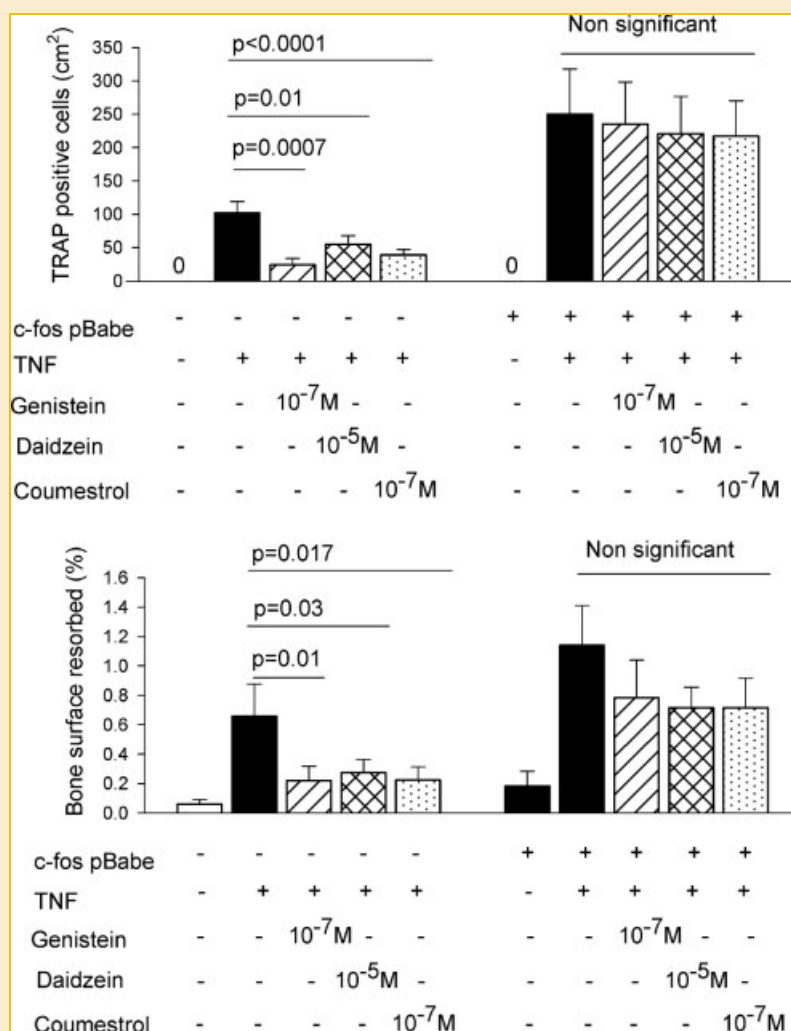 Non significant
p<0.0001
p=0.01
p=0.0007
TRAP positive cells (cm²)
350
300
250
200
150
100
50
0
0
0
c-fos pBabe - - - - - + + + + +
TNF - + + + + - + + + +
Genistein - - 10⁻⁷M - - - - 10⁻⁷M - -
Daidzein - - - 10⁻⁵M - - - - 10⁻⁵M -
Coumestrol - - - - 10⁻⁷M - - - - 10⁻⁷M
Non significant
p=0.017
p=0.03
p=0.01
Bone surface resorbed (%)
1.6
1.4
1.2
1.0
0.8
0.6
0.4
0.2
0.0
c-fos pBabe - - - - - + + + + +
TNF - + + + + - + + + +
Genistein - - 10⁻⁷M - - - - 10⁻⁷M - -
Daidzein - - - 10⁻⁵M - - - - 10⁻⁵M -
Coumestrol - - - - 10⁻⁷M - - - - 10⁻⁷M